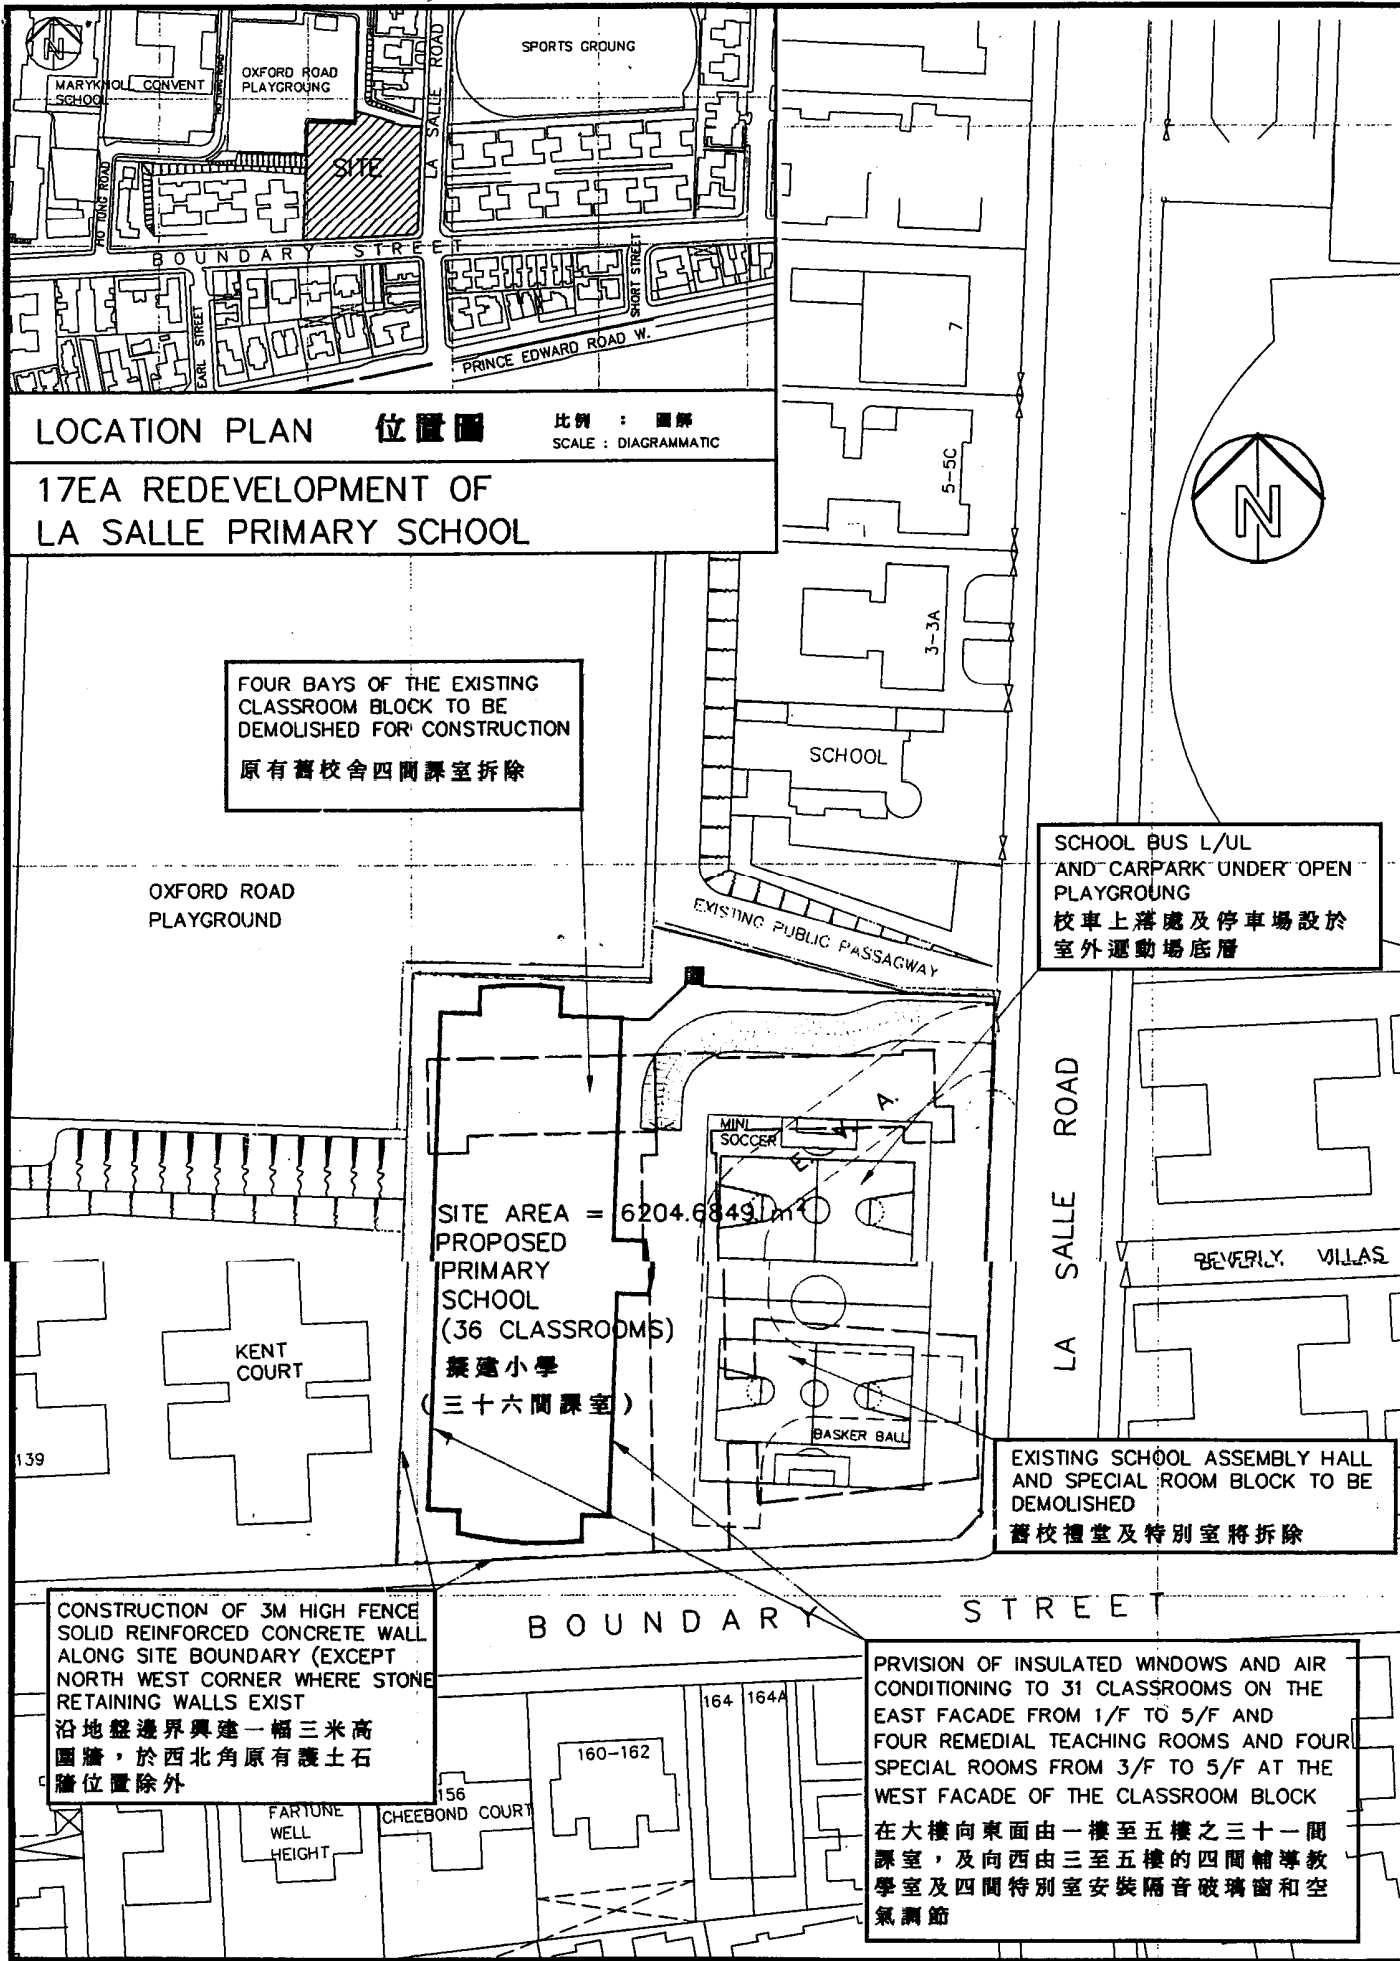 N
MARYKNOLL CONVENT
SCHOOL
HO TUNG ROAD
OXFORD ROAD
PLAYGROUNG
LA SALLE ROAD
SPORTS GROUNG
SITE
HO TUNG ROAD
BOUNDARY STREET
EARL STREET
SHORT STREET
PRINCE EDWARD ROAD W.
LOCATION PLAN 位置圖
比例 : 圖解
SCALE : DIAGRAMMATIC
17EA REDEVELOPMENT OF
LA SALLE PRIMARY SCHOOL
7
5-5C
3-3A
N
SCHOOL
FOUR BAYS OF THE EXISTING
CLASSROOM BLOCK TO BE
DEMOLISHED FOR CONSTRUCTION
原有舊校舍四間課室拆除
OXFORD ROAD
PLAYGROUND
EXISTING PUBLIC PASSAGWAY
SCHOOL BUS L/UL
AND CARPARK UNDER OPEN
PLAYGROUNG
校車上落處及停車場設於
室外運動場底層
E. V. A.
MINI
SOCCER
SITE AREA = 6204.6849 m²
PROPOSED
PRIMARY
SCHOOL
(36 CLASSROOMS)
擬建小學
(三十六間課室)
LA SALLE ROAD
BEVERLY VILLAS
KENT
COURT
139
BASKER BALL
EXISTING SCHOOL ASSEMBLY HALL
AND SPECIAL ROOM BLOCK TO BE
DEMOLISHED
舊校禮堂及特別室將拆除
CONSTRUCTION OF 3M HIGH FENCE
SOLID REINFORCED CONCRETE WALL
ALONG SITE BOUNDARY (EXCEPT
NORTH WEST CORNER WHERE STONE
RETAINING WALLS EXIST
沿地盤邊界興建一幅三米高
圍牆，於西北角原有護土石
牆位置除外
BOUNDARY STREET
PRVISION OF INSULATED WINDOWS AND AIR
CONDITIONING TO 31 CLASSROOMS ON THE
EAST FACADE FROM 1/F TO 5/F AND
FOUR REMEDIAL TEACHING ROOMS AND FOUR
SPECIAL ROOMS FROM 3/F TO 5/F AT THE
WEST FACADE OF THE CLASSROOM BLOCK
在大樓向東面由一樓至五樓之三十一間
課室，及向西由三至五樓的四間輔導教
學室及四間特別室安裝隔音玻璃窗和空
氣調節
164
164A
160-162
156
CHEEBOND COURT
FARTUNE
WELL
HEIGHT